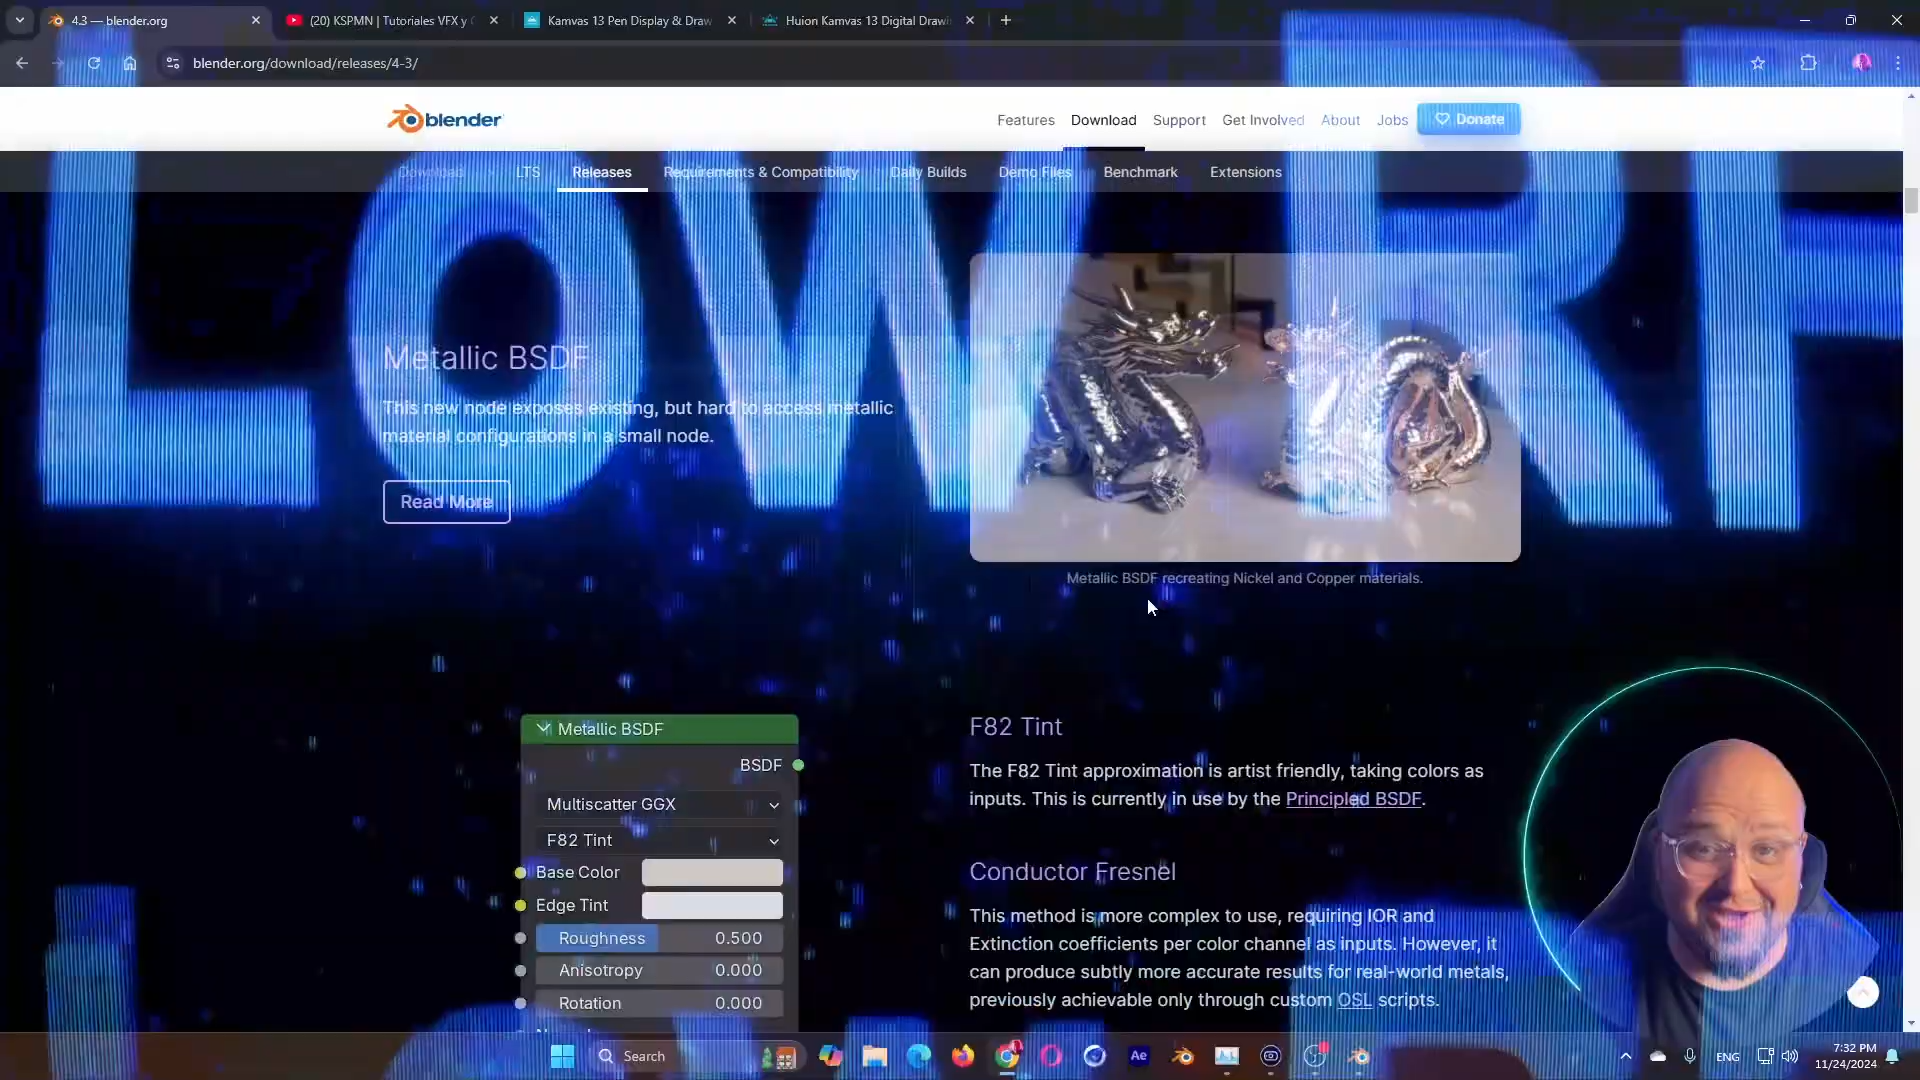 4.3 — blender.org
(20) KSPMN | Tutoriales VFX y
Kamvas 13 Pen Display & Draw
Huion Kamvas 13 Digital Drawi
blender.org/download/releases/4-3/
blender
Features
Download
Support
Get Involved
About
Jobs
Donate
Download
LTS
Releases
Requirements & Compatibility
Daily Builds
Demo Files
Benchmark
Extensions
LOW
Metallic BSDF
This new node exposes existing, but hard to access metallic
material configurations in a small node.
Read More
Metallic BSDF recreating Nickel and Copper materials.
Metallic BSDF
BSDF
Multiscatter GGX
F82 Tint
Base Color
Edge Tint
Roughness 0.500
Anisotropy 0.000
Rotation 0.000
F82 Tint
The F82 Tint approximation is artist friendly, taking colors as
inputs. This is currently in use by the Principled BSDF.
Conductor Fresnel
This method is more complex to use, requiring IOR and
Extinction coefficients per color channel as inputs. However, it
can produce subtly more accurate results for real-world metals,
previously achievable only through custom OSL scripts.
Search
Ae
ENG
7:32 PM
11/24/2024